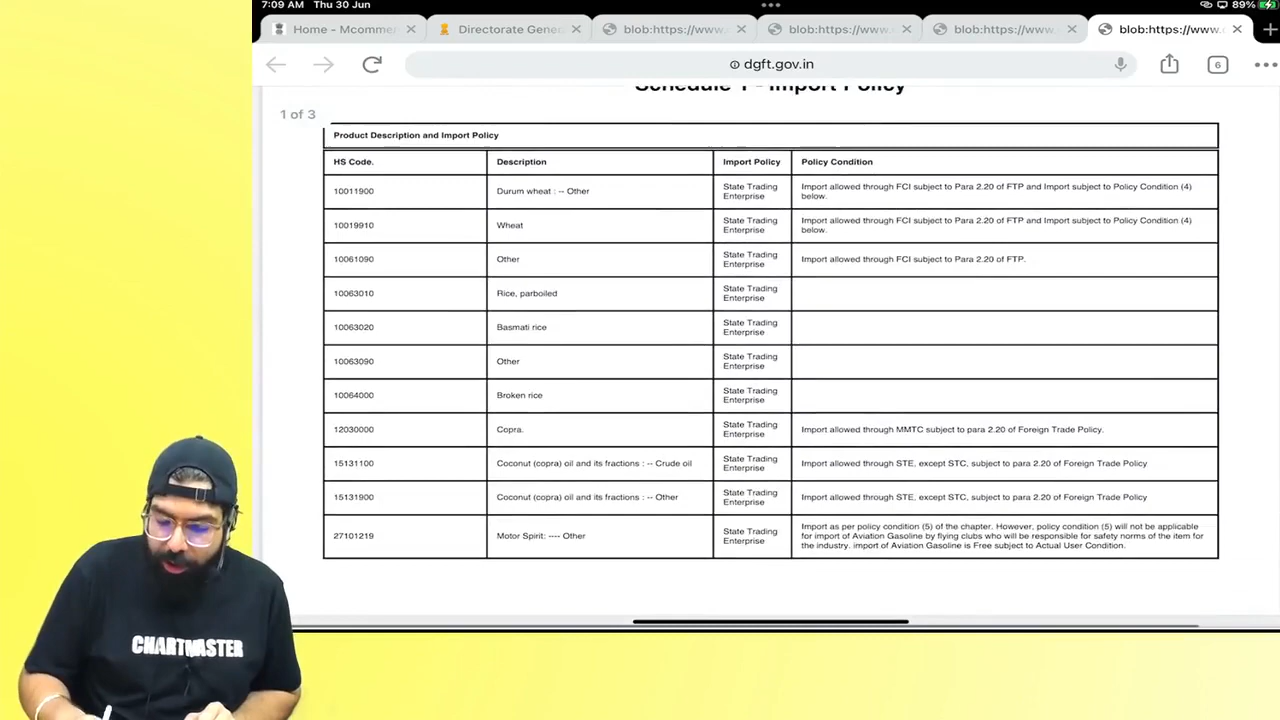 7:09 AM Thu 30 Jun
89%
Home - Mcomme
Directorate Gene
blob:https://www.
blob:https://www.
blob:https://www.
blob:https://www.
dgft.gov.in
6
Schedule 1 - Import Policy
1 of 3
Product Description and Import Policy
HS Code. Description Import Policy Policy Condition
10011900 Durum wheat : -- Other State Trading Enterprise Import allowed through FCI subject to Para 2.20 of FTP and Import subject to Policy Condition (4) below.
10019910 Wheat State Trading Enterprise Import allowed through FCI subject to Para 2.20 of FTP and Import subject to Policy Condition (4) below.
10061090 Other State Trading Enterprise Import allowed through FCI subject to Para 2.20 of FTP.
10063010 Rice, parboiled State Trading Enterprise
10063020 Basmati rice State Trading Enterprise
10063090 Other State Trading Enterprise
10064000 Broken rice State Trading Enterprise
12030000 Copra. State Trading Enterprise Import allowed through MMTC subject to para 2.20 of Foreign Trade Policy.
15131100 Coconut (copra) oil and its fractions : -- Crude oil State Trading Enterprise Import allowed through STE, except STC, subject to para 2.20 of Foreign Trade Policy
15131900 Coconut (copra) oil and its fractions : -- Other State Trading Enterprise Import allowed through STE, except STC, subject to para 2.20 of Foreign Trade Policy
27101219 Motor Spirit: ---- Other State Trading Enterprise Import as per policy condition (5) of the chapter. However, policy condition (5) will not be applicable for import of Aviation Gasoline by flying clubs who will be responsible for safety norms of the item for the industry. import of Aviation Gasoline is Free subject to Actual User Condition.
CHARTMASTER